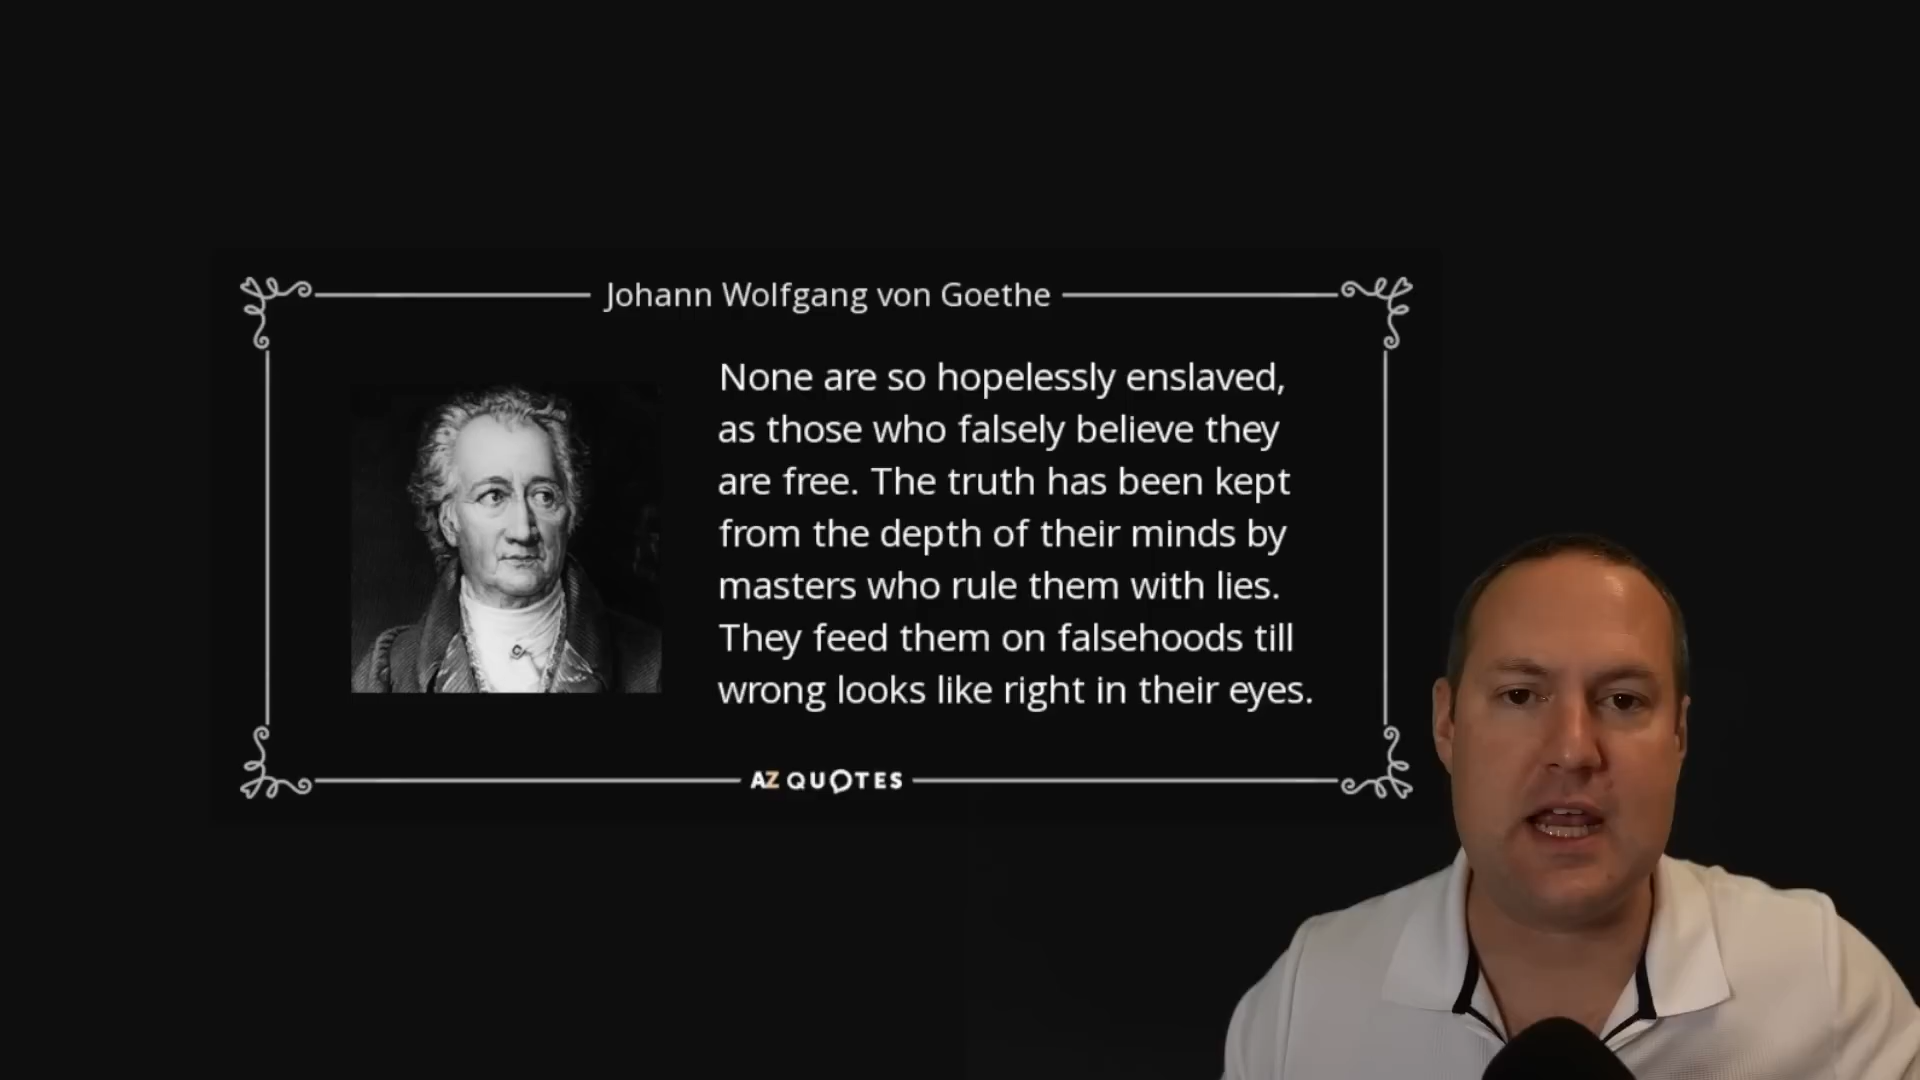 Johann Wolfgang von Goethe
None are so hopelessly enslaved,
as those who falsely believe they
are free. The truth has been kept
from the depth of their minds by
masters who rule them with lies.
They feed them on falsehoods till
wrong looks like right in their eyes.
AZ QUOTES